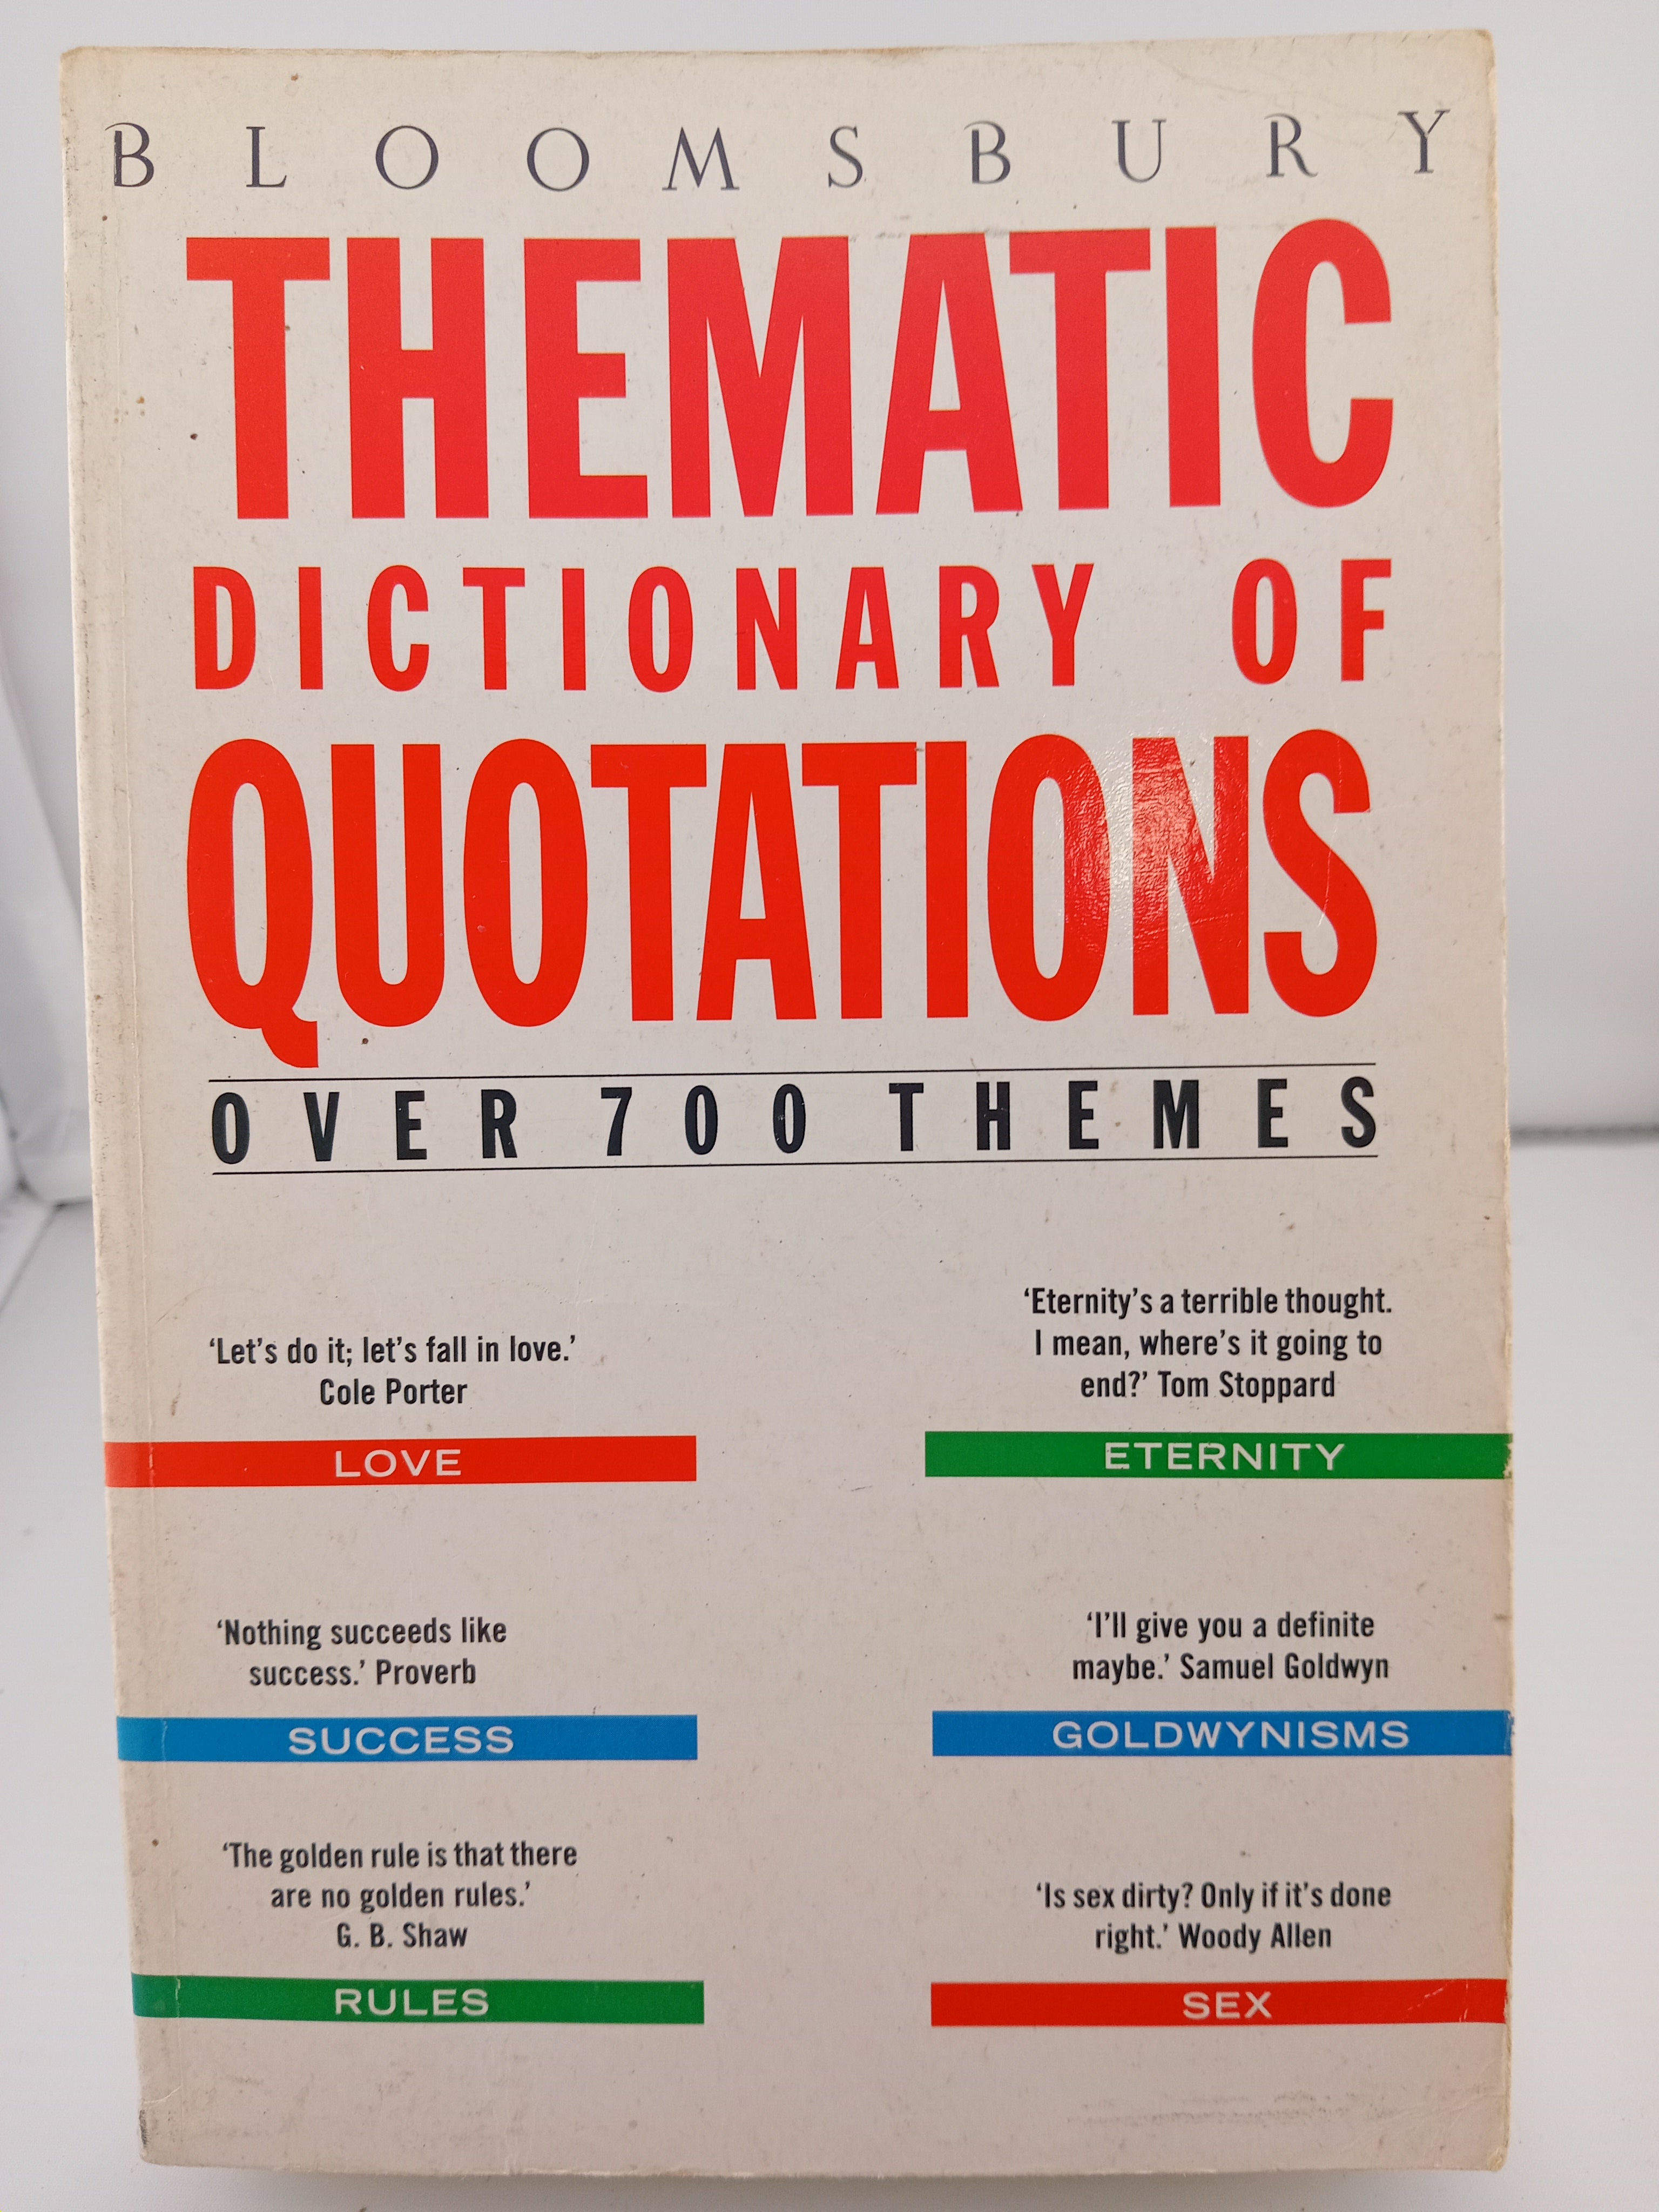 BLOOMSBURY
THEMATIC
DICTIONARY OF
QUOTATIONS
OVER 700 THEMES
‘Let’s do it; let’s fall in love.’
Cole Porter
LOVE
‘Eternity’s a terrible thought.
I mean, where’s it going to
end?’ Tom Stoppard
ETERNITY
‘Nothing succeeds like
success.’ Proverb
SUCCESS
‘I’ll give you a definite
maybe.’ Samuel Goldwyn
GOLDWYNISMS
‘The golden rule is that there
are no golden rules.’
G. B. Shaw
RULES
‘Is sex dirty? Only if it’s done
right.’ Woody Allen
SEX